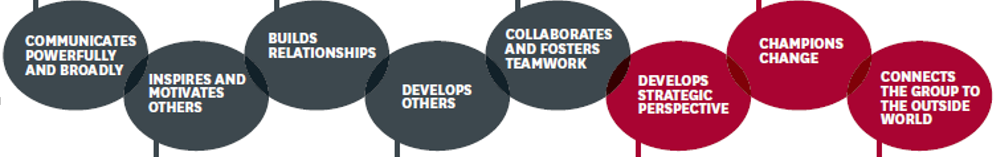 COMMUNICATES
POWERFULLY
AND BROADLY
INSPIRES AND
MOTIVATES
OTHERS
BUILDS
RELATIONSHIPS
DEVELOPS
OTHERS
COLLABORATES
AND FOSTERS
TEAMWORK
DEVELOPS
STRATEGIC
PERSPECTIVE
CHAMPIONS
CHANGE
CONNECTS
THE GROUP TO
THE OUTSIDE
WORLD